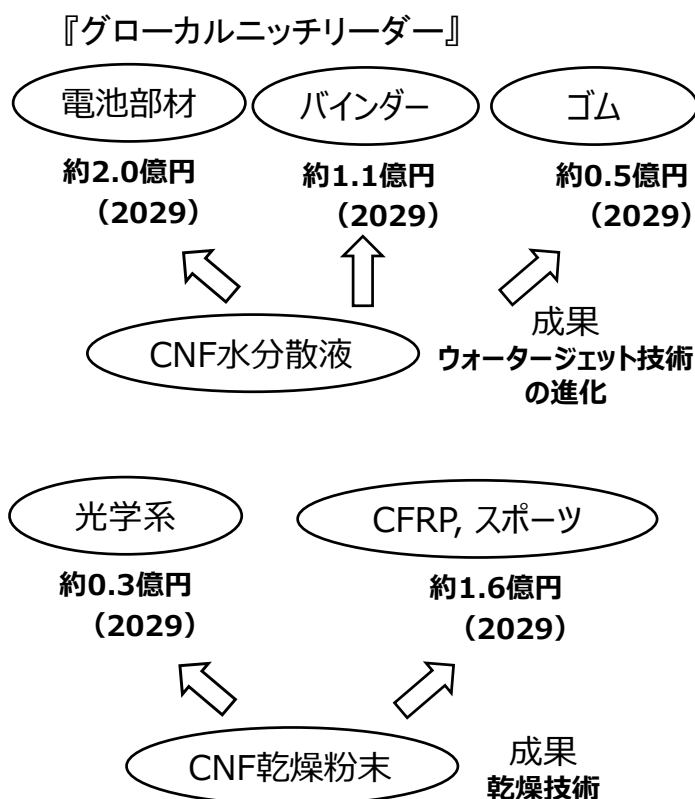 『グローカルニッチリーダー』
電池部材 バインダー ゴム
約2.0億円 約1.1億円 約0.5億円
（2029） （2029） （2029）
CNF水分散液
成果
ウォータージェット技術
の進化
光学系 CFRP, スポーツ
約0.3億円 約1.6億円
（2029） （2029）
CNF乾燥粉末
成果
乾燥技術